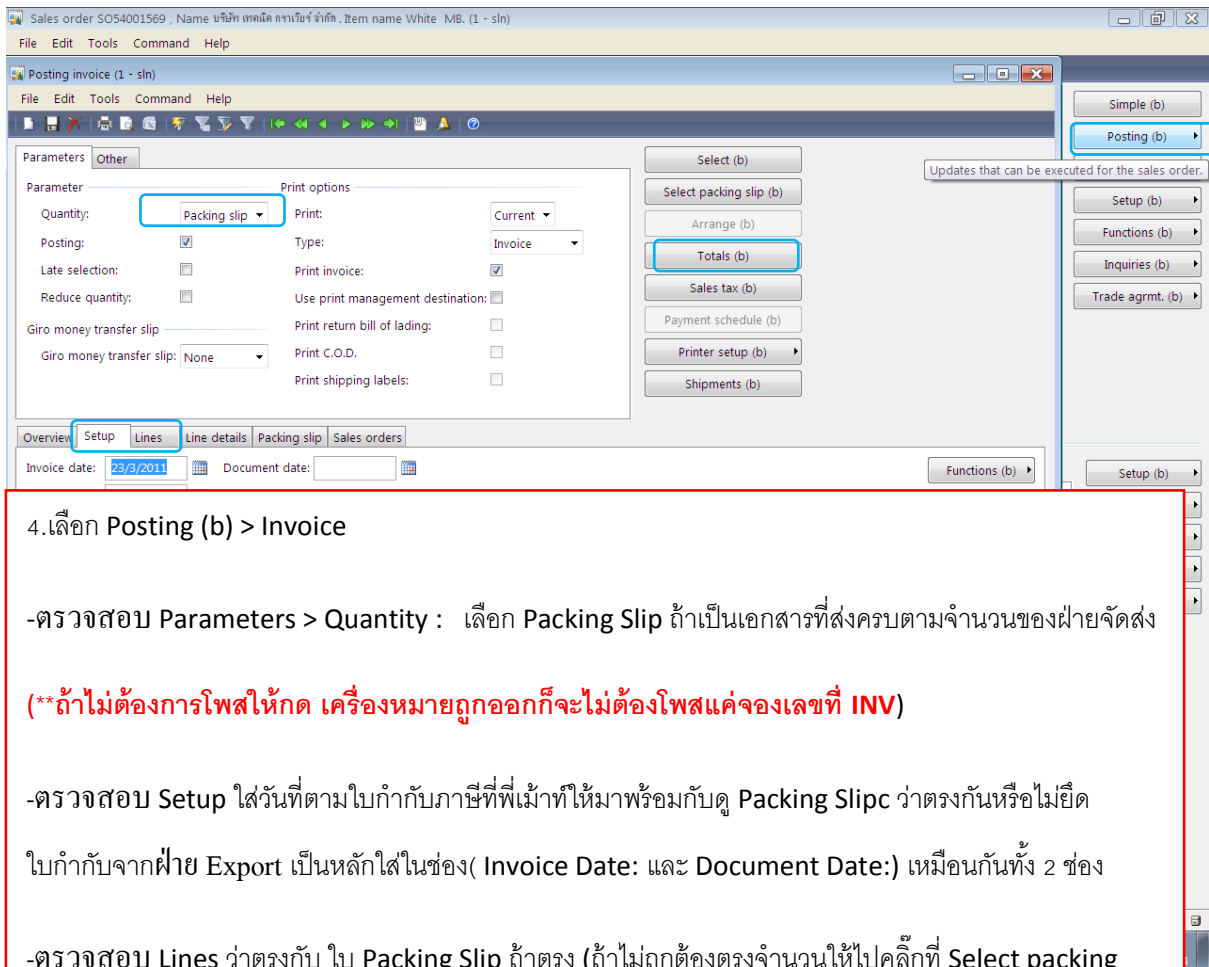 Sales order SO54001569 , Name บริษัท เทคนิค กราเวียร์ จำกัด . Item name White MB. (1 - sln)
File Edit Tools Command Help
Posting invoice (1 - sln)
File Edit Tools Command Help
Simple (b)
Posting (b)
Updates that can be executed for the sales order.
Setup (b)
Functions (b)
Inquiries (b)
Trade agrmt. (b)
Parameters Other
Parameter
Quantity: Packing slip
Posting:
Late selection:
Reduce quantity:
Giro money transfer slip
Giro money transfer slip: None
Print options
Print: Current
Type: Invoice
Print invoice:
Use print management destination:
Print return bill of lading:
Print C.O.D.
Print shipping labels:
Select (b)
Select packing slip (b)
Arrange (b)
Totals (b)
Sales tax (b)
Payment schedule (b)
Printer setup (b)
Shipments (b)
Overview Setup Lines Line details Packing slip Sales orders
Invoice date: 23/3/2011 Document date:
Functions (b)
Setup (b)
4.เลือก Posting (b) > Invoice
-ตรวจสอบ Parameters > Quantity : เลือก Packing Slip ถ้าเป็นเอกสารที่ส่งครบตามจำนวนของฝ่ายจัดส่ง
(**ถ้าไม่ต้องการโพสให้กด เครื่องหมายถูกออกก็จะไม่ต้องโพสแค่จองเลขที่ INV)
-ตรวจสอบ Setup ใส่วันที่ตามใบกำกับภาษีที่พี่เม้าท์ให้มาพร้อมกับดู Packing Slipc ว่าตรงกันหรือไม่ยึด
ใบกำกับจากฝ่าย Export เป็นหลักใส่ในช่อง( Invoice Date: และ Document Date:) เหมือนกันทั้ง 2 ช่อง
-ตรวจสอบ Lines ว่าตรงกับ ใบ Packing Slip ถ้าตรง (ถ้าไม่ถูกต้องตรงจำนวนให้ไปคลิ๊กที่ Select packing